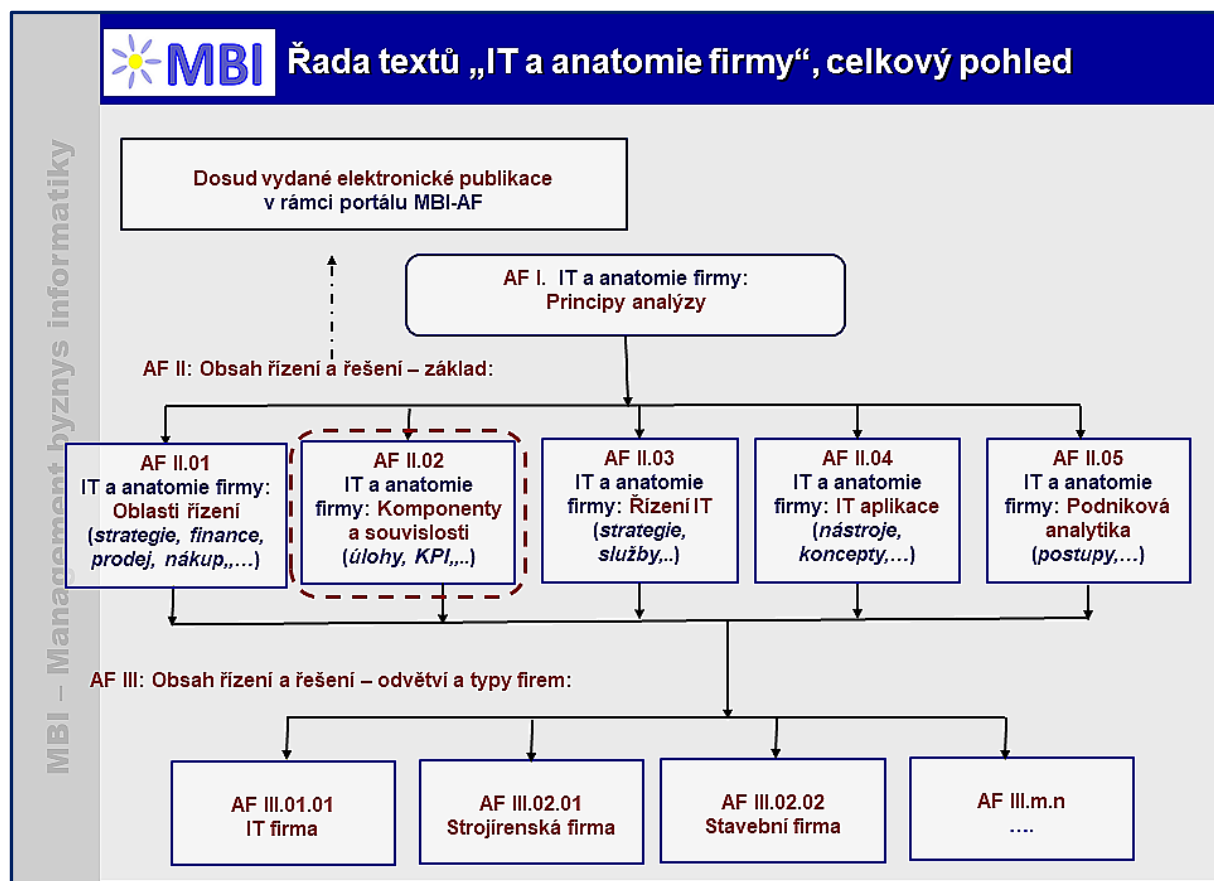 MBI
Řada textů „IT a anatomie firmy“, celkový pohled
MBI – Management byznys informatiky
Dosud vydané elektronické publikace
v rámci portálu MBI-AF
AF I. IT a anatomie firmy:
Principy analýzy
AF II: Obsah řízení a řešení – základ:
AF II.01
IT a anatomie firmy:
Oblasti řízení
(strategie, finance,
prodej, nákup,,…)
AF II.02
IT a anatomie
firmy: Komponenty
a souvislosti
(úlohy, KPI,,..)
AF II.03
IT a anatomie
firmy: Řízení IT
(strategie,
služby,..)
AF II.04
IT a anatomie
firmy: IT aplikace
(nástroje,
koncepty,…)
AF II.05
IT a anatomie
firmy: Podniková
analytika
(postupy,…)
AF III: Obsah řízení a řešení – odvětví a typy firem:
AF III.01.01
IT firma
AF III.02.01
Strojírenská firma
AF III.02.02
Stavební firma
AF III.m.n
….